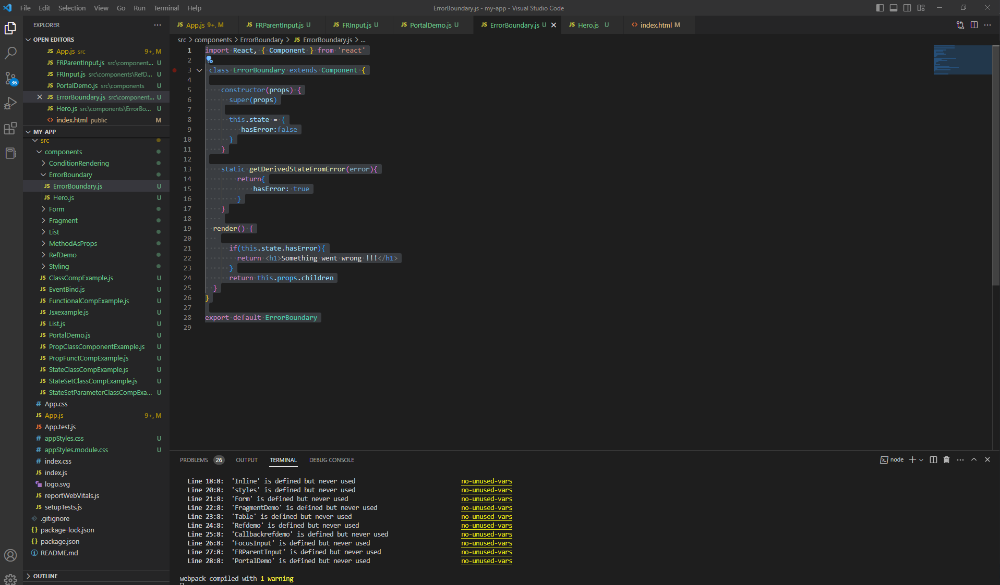 File Edit Selection View Go Run Terminal Help
ErrorBoundary.js - my-app - Visual Studio Code
EXPLORER
OPEN EDITORS
JS App.js src 9+, M
JS FRParentInput.js src\component... U
JS FRInput.js src\components\RefD... U
JS PortalDemo.js src\components U
JS ErrorBoundary.js src\component... U
JS Hero.js src\components\ErrorBo... U
<> index.html public M
MY-APP
src
components
ConditionRendering
ErrorBoundary
JS ErrorBoundary.js U
JS Hero.js U
Form
Fragment
List
MethodAsProps
RefDemo
Styling
JS ClassCompExample.js U
JS EventBind.js U
JS FunctionalCompExample.js U
JS Jsxexample.js U
JS List.js U
JS PortalDemo.js U
JS PropClassComponentExample.js U
JS PropFunctCompExample.js U
JS StateClassCompExample.js U
JS StateSetClassCompExample.js U
JS StateSetParameterClassCompExa... U
# App.css
JS App.js 9+, M
JS App.test.js
# appStyles.css U
# appStyles.module.css U
# index.css
JS index.js
logo.svg
JS reportWebVitals.js
JS setupTests.js
.gitignore
{} package-lock.json
{} package.json
README.md
OUTLINE
36
JS App.js 9+, M JS FRParentInput.js U JS FRInput.js U JS PortalDemo.js U JS ErrorBoundary.js U JS Hero.js U <> index.html M
src > components > ErrorBoundary > JS ErrorBoundary.js > ...
1 import React, { Component } from 'react'
2
3 class ErrorBoundary extends Component {
4
5 constructor(props) {
6 super(props)
7
8 this.state = {
9 hasError:false
10 }
11 }
12
13 static getDerivedStateFromError(error){
14 return{
15 hasError: true
16 }
17 }
18
19 render() {
20
21 if(this.state.hasError){
22 return <h1>Something went wrong !!!</h1>
23 }
24 return this.props.children
25 }
26 }
27
28 export default ErrorBoundary
29
PROBLEMS 26 OUTPUT TERMINAL DEBUG CONSOLE
node
Line 18:8: 'Inline' is defined but never used no-unused-vars
Line 20:8: 'styles' is defined but never used no-unused-vars
Line 21:8: 'Form' is defined but never used no-unused-vars
Line 22:8: 'FragmentDemo' is defined but never used no-unused-vars
Line 23:8: 'Table' is defined but never used no-unused-vars
Line 24:8: 'Refdemo' is defined but never used no-unused-vars
Line 25:8: 'Callbackrefdemo' is defined but never used no-unused-vars
Line 26:8: 'FocusInput' is defined but never used no-unused-vars
Line 27:8: 'FRParentInput' is defined but never used no-unused-vars
Line 28:8: 'PortalDemo' is defined but never used no-unused-vars
webpack compiled with 1 warning